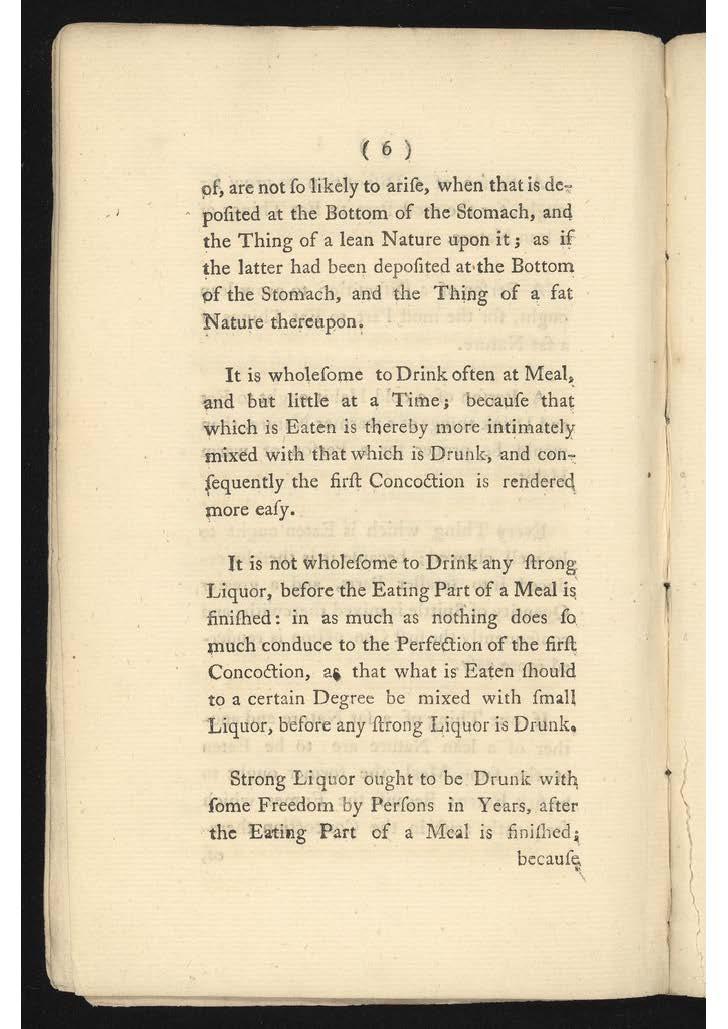 ( 6 )
of, are not ſo likely to ariſe, when that is de-
poſited at the Bottom of the Stomach, and
the Thing of a lean Nature upon it; as if
the latter had been depoſited at the Bottom
of the Stomach, and the Thing of a fat
Nature thereupon.
It is wholeſome to Drink often at Meal,
and but little at a Time; becauſe that
which is Eaten is thereby more intimately
mixed with that which is Drunk, and con-
ſequently the firſt Concoction is rendered
more eaſy.
It is not wholeſome to Drink any ſtrong
Liquor, before the Eating Part of a Meal is
finiſhed: in as much as nothing does ſo
much conduce to the Perfection of the firſt
Concoction, as that what is Eaten ſhould
to a certain Degree be mixed with ſmall
Liquor, before any ſtrong Liquor is Drunk.
Strong Liquor ought to be Drunk with
ſome Freedom by Perſons in Years, after
the Eating Part of a Meal is finiſhed;
becauſe